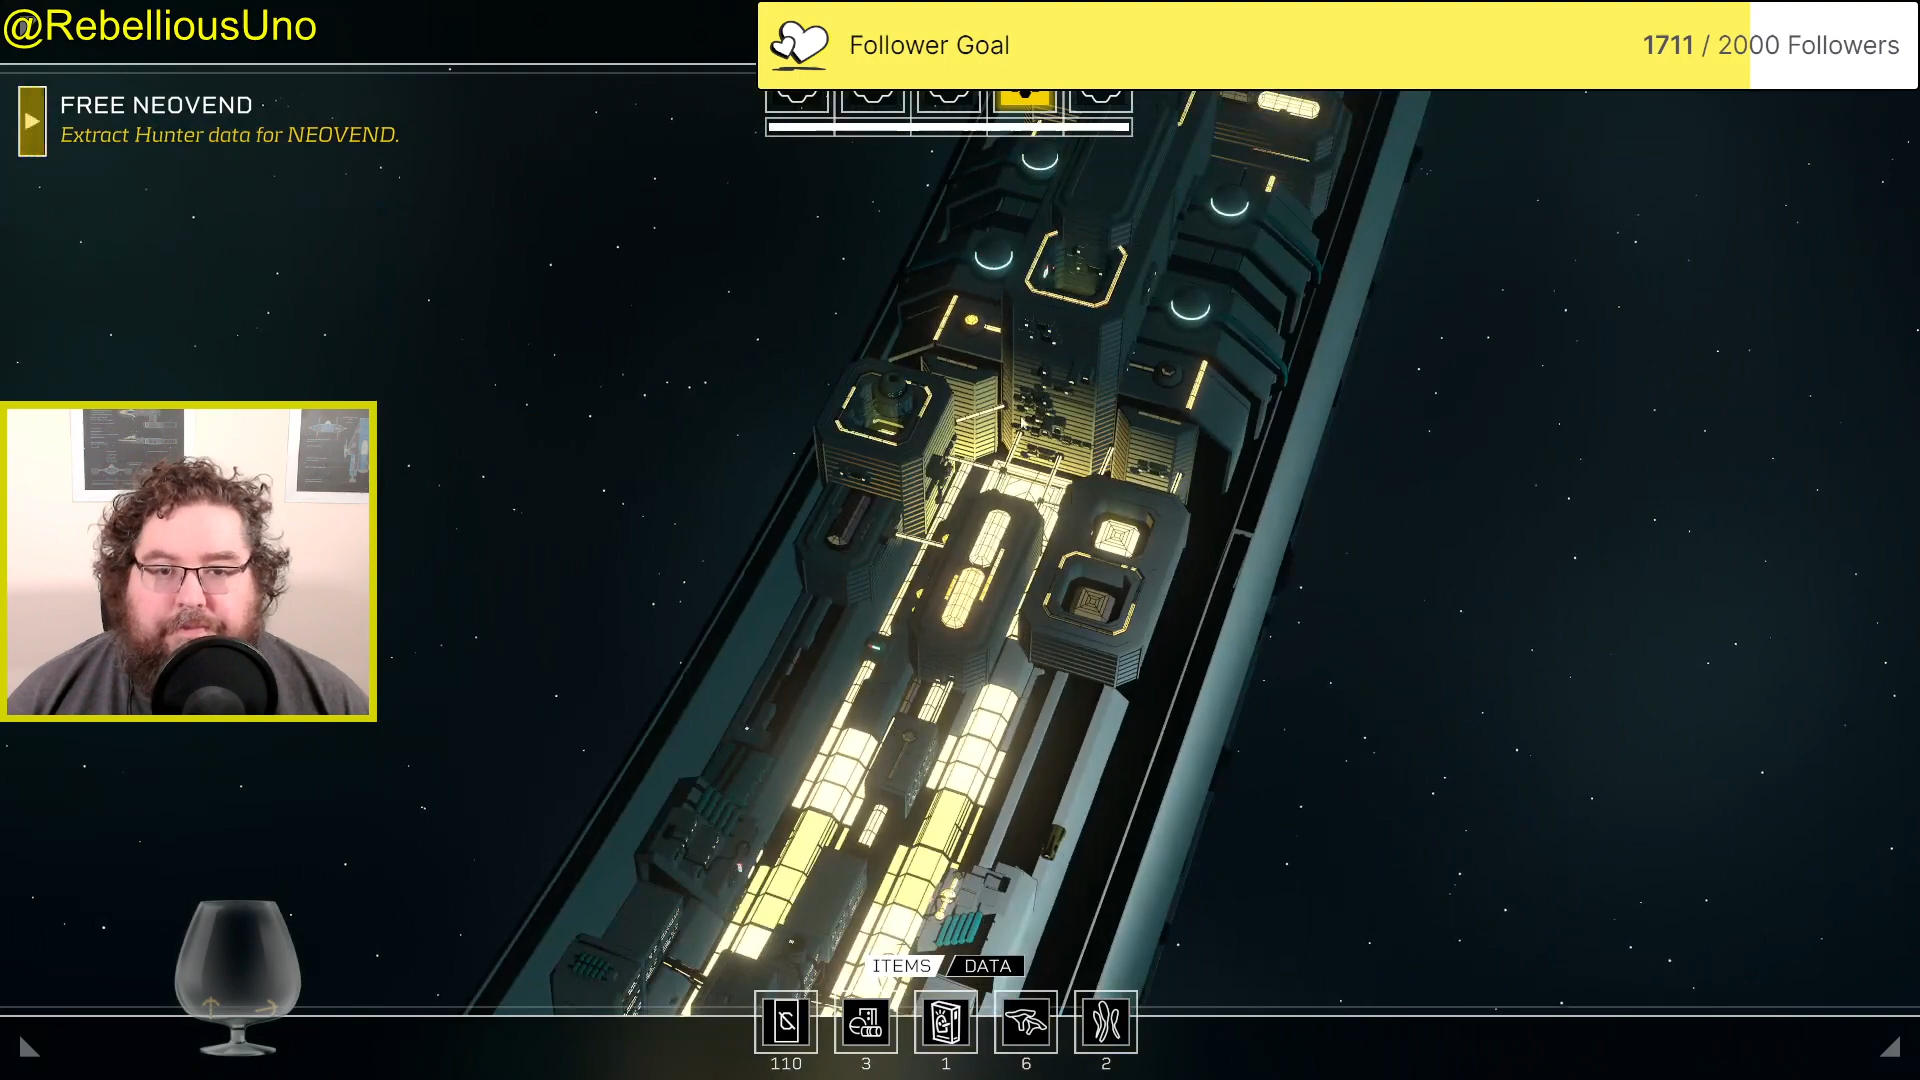 @RebelliousUno
Follower Goal
1711 / 2000 Followers
FREE NEOVEND
Extract Hunter data for NEOVEND.
ITEMS
DATA
110
3
1
6
2